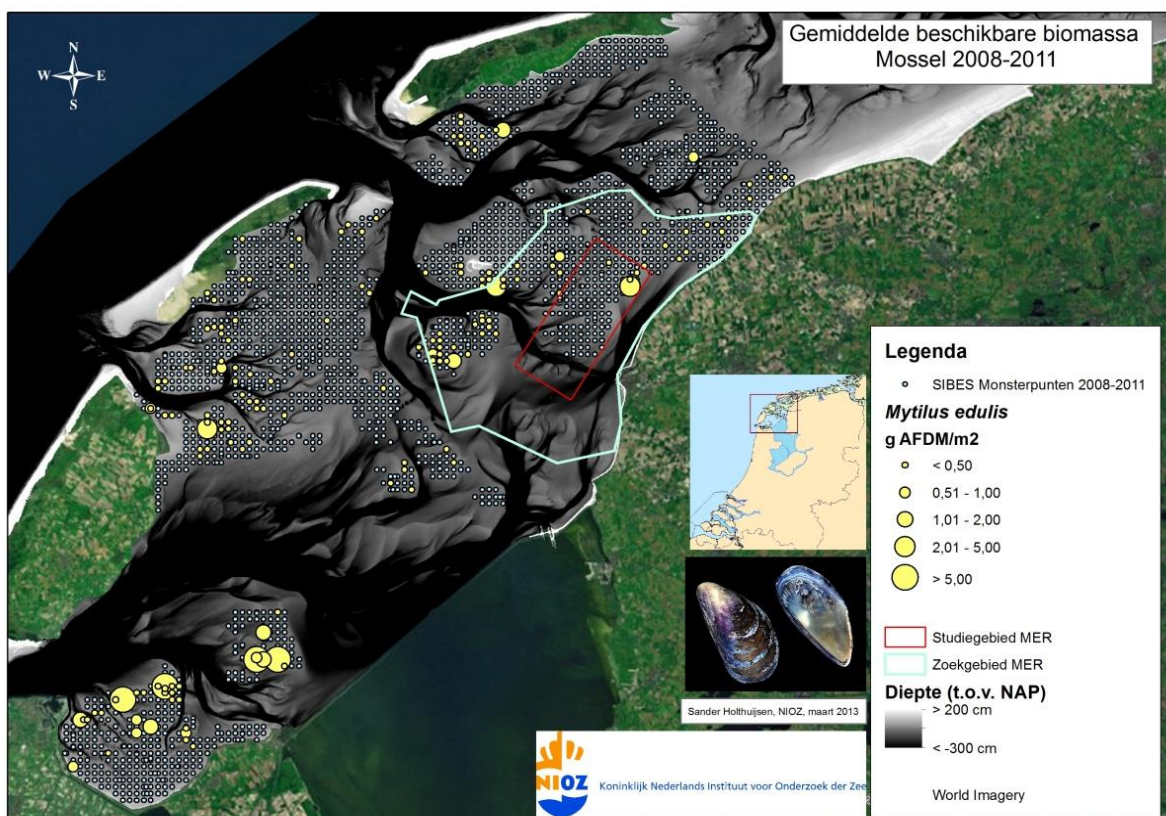 Gemiddelde beschikbare biomassa
Mossel 2008-2011
N
W
E
S
Legenda
SIBES Monsterpunten 2008-2011
Mytilus edulis
g AFDM/m2
< 0,50
0,51 - 1,00
1,01 - 2,00
2,01 - 5,00
> 5,00
Studiegebied MER
Zoekgebied MER
Diepte (t.o.v. NAP)
> 200 cm
< -300 cm
World Imagery
Sander Holthuijsen, NIOZ, maart 2013
NIOZ
Koninklijk Nederlands Instituut voor Onderzoek der Zee